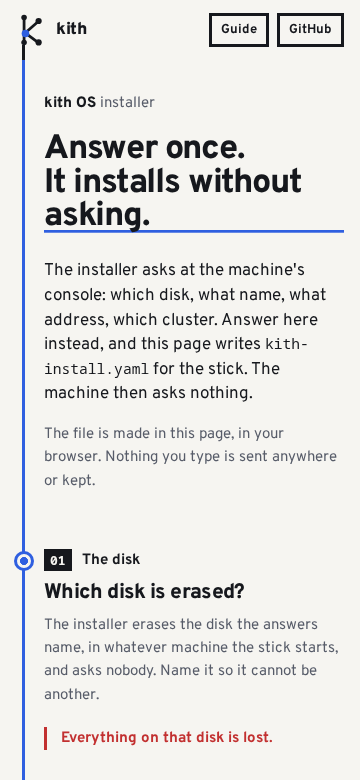 kith
Guide
GitHub
kith OS installer
Answer once.
It installs without
asking.
The installer asks at the machine's
console: which disk, what name, what
address, which cluster. Answer here
instead, and this page writes kith-
install.yaml for the stick. The
machine then asks nothing.
The file is made in this page, in your
browser. Nothing you type is sent anywhere
or kept.
01 The disk
Which disk is erased?
The installer erases the disk the answers
name, in whatever machine the stick starts,
and asks nobody. Name it so it cannot be
another.
Everything on that disk is lost.